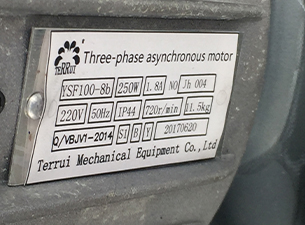 Three-phase asynchronous motor
TERRUI
YSF100-8b 250W 1.8A NO Jh 004
220V 50Hz IP44 720r/min 11.5kg
Q/VBJV1-2014 S1 B Y 20170620
Terrui Mechanical Equipment Co.,Ltd